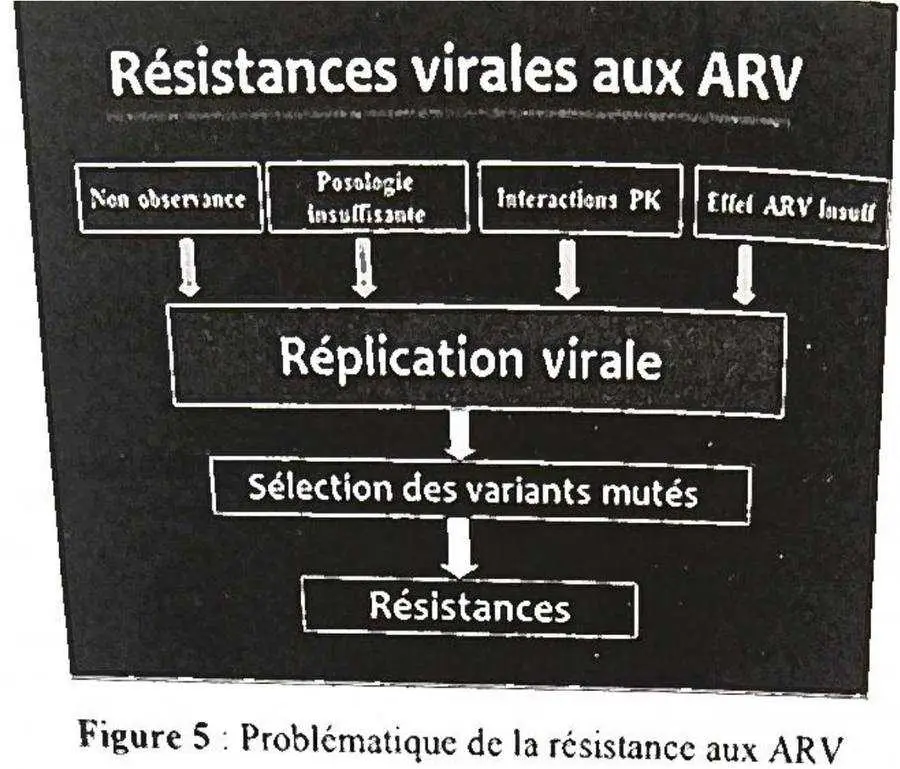 Résistances virales aux ARV
Non observance
Posologie
insuffisante
Interactions PK
Effet ARV Insuff
Réplication virale
Sélection des variants mutés
Résistances
Figure 5 : Problématique de la résistance aux ARV